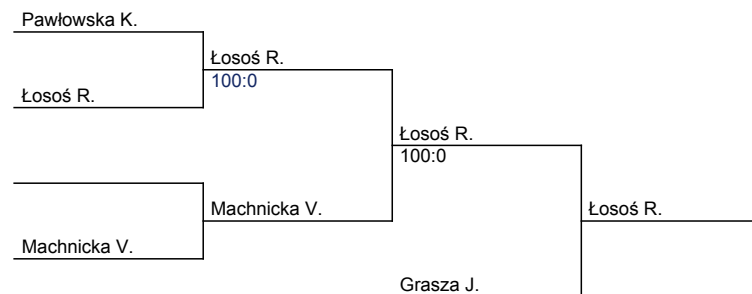 Pawłowska K.
Łosoś R.
100:0
Łosoś R.
Łosoś R.
100:0
Machnicka V.
Łosoś R.
Machnicka V.
Grasza J.